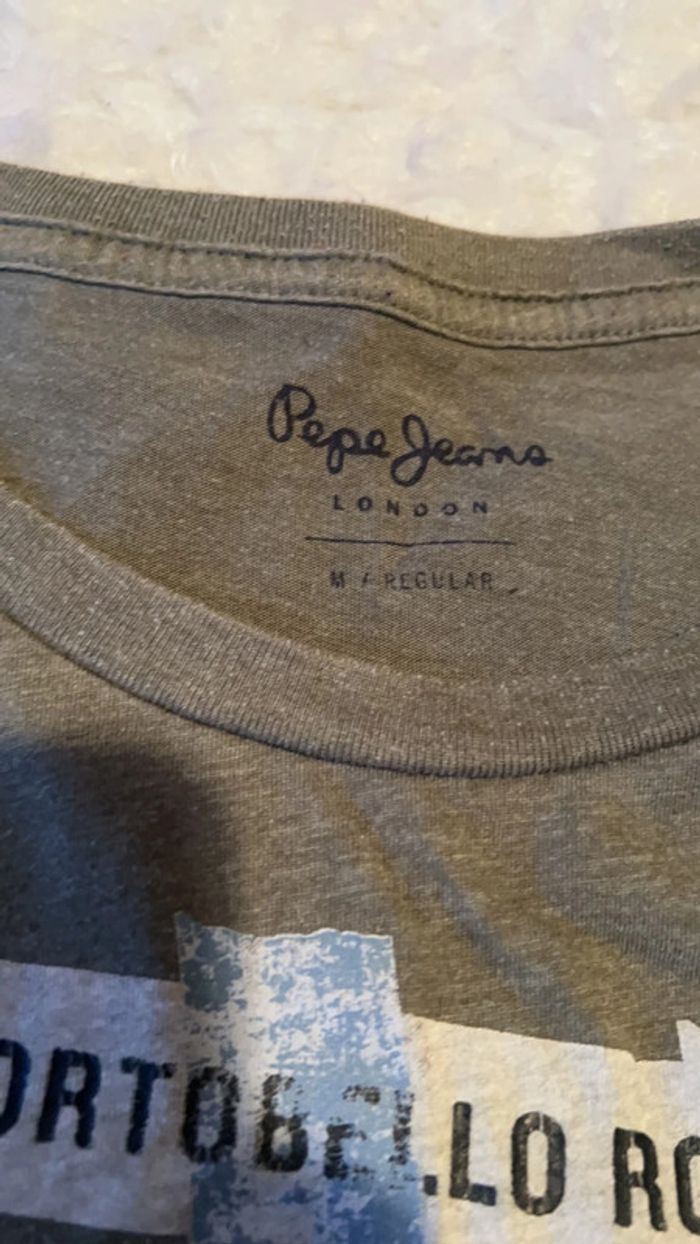 Pepe Jeans
LONDON
M / REGULAR
ORTOBELLO RO